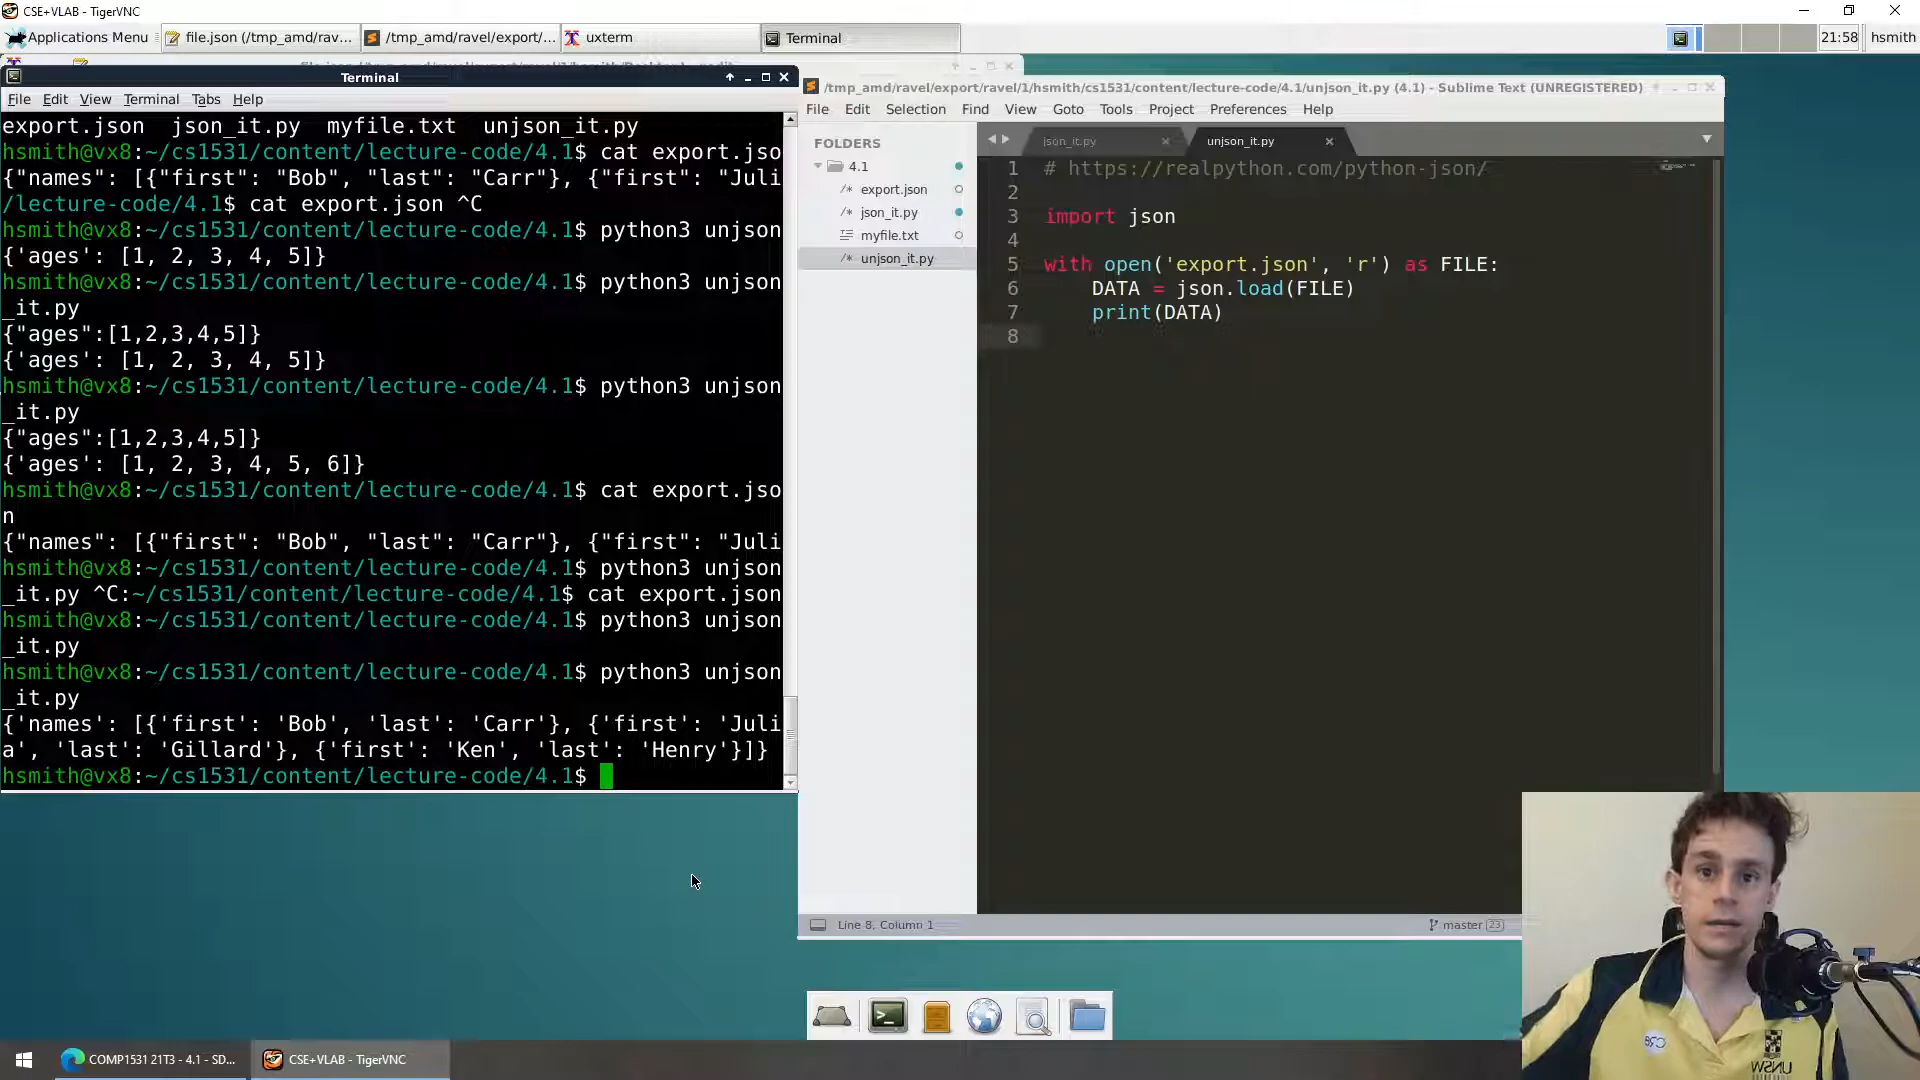 CSE+VLAB - TigerVNC
Applications Menu
file.json (/tmp_amd/rav...
/tmp_amd/ravel/export/...
uxterm
Terminal
21:58
hsmith
Terminal
File Edit View Terminal Tabs Help
export.json json_it.py myfile.txt unjson_it.py
hsmith@vx8:~/cs1531/content/lecture-code/4.1$ cat export.jso
{"names": [{"first": "Bob", "last": "Carr"}, {"first": "Juli
/lecture-code/4.1$ cat export.json ^C
hsmith@vx8:~/cs1531/content/lecture-code/4.1$ python3 unjson
{'ages': [1, 2, 3, 4, 5]}
hsmith@vx8:~/cs1531/content/lecture-code/4.1$ python3 unjson
_it.py
{"ages":[1,2,3,4,5]}
{'ages': [1, 2, 3, 4, 5]}
hsmith@vx8:~/cs1531/content/lecture-code/4.1$ python3 unjson
_it.py
{"ages":[1,2,3,4,5]}
{'ages': [1, 2, 3, 4, 5, 6]}
hsmith@vx8:~/cs1531/content/lecture-code/4.1$ cat export.jso
n
{"names": [{"first": "Bob", "last": "Carr"}, {"first": "Juli
hsmith@vx8:~/cs1531/content/lecture-code/4.1$ python3 unjson
_it.py ^C:~/cs1531/content/lecture-code/4.1$ cat export.json
hsmith@vx8:~/cs1531/content/lecture-code/4.1$ python3 unjson
_it.py
hsmith@vx8:~/cs1531/content/lecture-code/4.1$ python3 unjson
_it.py
{'names': [{'first': 'Bob', 'last': 'Carr'}, {'first': 'Juli
a', 'last': 'Gillard'}, {'first': 'Ken', 'last': 'Henry'}]}
hsmith@vx8:~/cs1531/content/lecture-code/4.1$
/tmp_amd/ravel/export/ravel/1/hsmith/cs1531/content/lecture-code/4.1/unjson_it.py (4.1) - Sublime Text (UNREGISTERED)
File Edit Selection Find View Goto Tools Project Preferences Help
FOLDERS
4.1
/* export.json
/* json_it.py
myfile.txt
/* unjson_it.py
json_it.py
unjson_it.py
1 # https://realpython.com/python-json/
2
3 import json
4
5 with open('export.json', 'r') as FILE:
6 DATA = json.load(FILE)
7 print(DATA)
8
Line 8, Column 1
master 23
UNSW
COMP1531 21T3 - 4.1 - SD...
CSE+VLAB - TigerVNC